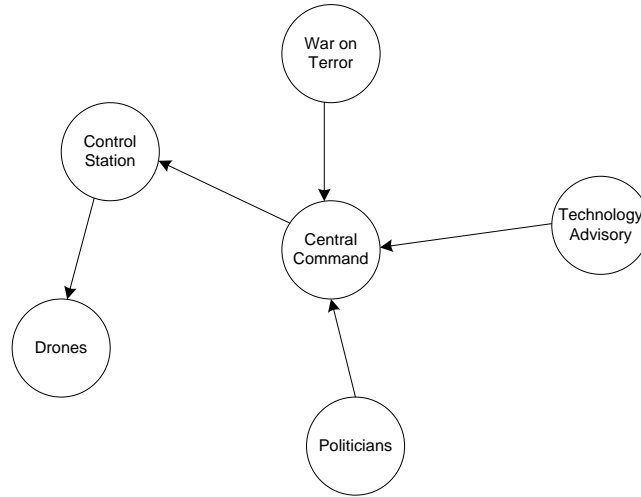 War on
Terror
Control
Station
Technology
Advisory
Central
Command
Drones
Politicians